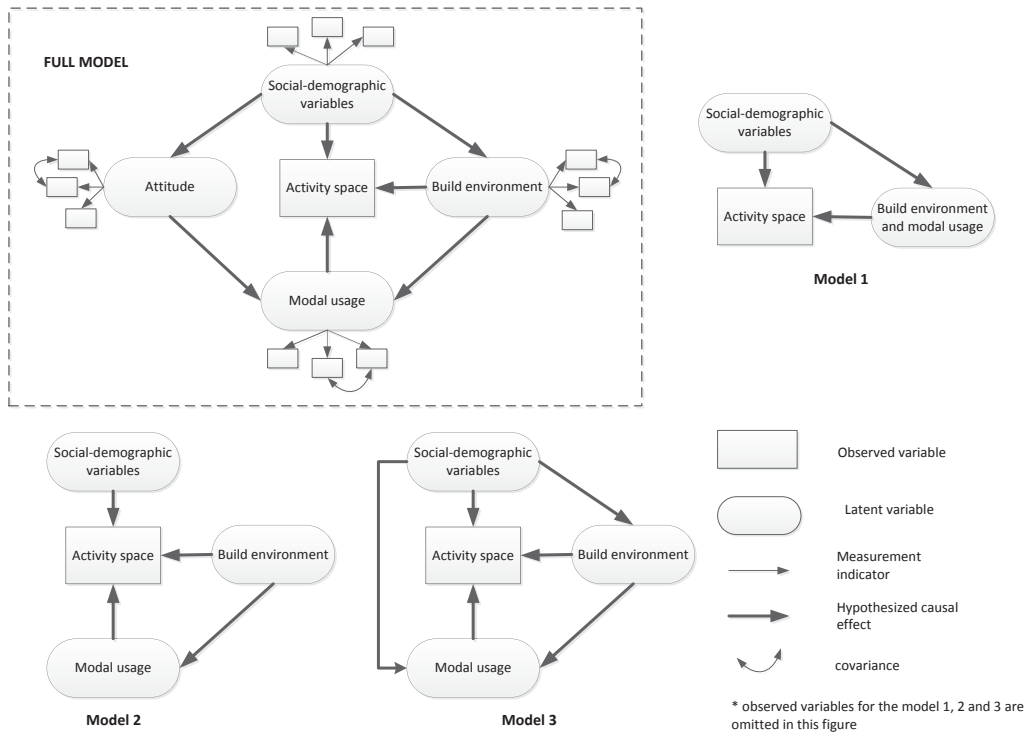 FULL MODEL
Social-demographic
variables
Attitude
Activity space
Build environment
Modal usage
Social-demographic
variables
Activity space
Build environment
and modal usage
Model 1
Social-demographic
variables
Activity space
Build environment
Modal usage
Model 2
Social-demographic
variables
Activity space
Build environment
Modal usage
Model 3
Observed variable
Latent variable
Measurement
indicator
Hypothesized causal
effect
covariance
* observed variables for the model 1, 2 and 3 are
omitted in this figure